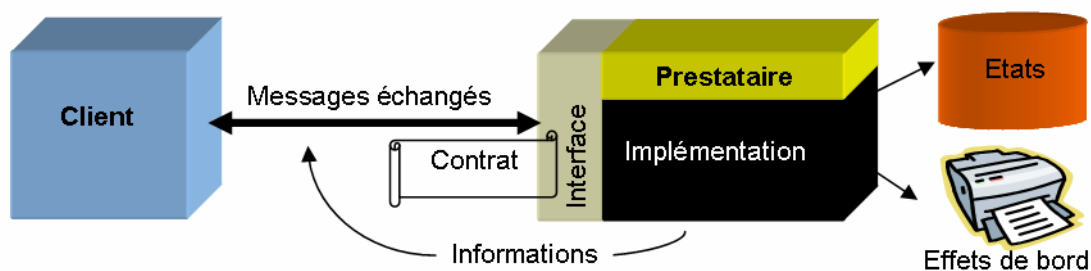 Client
Messages échangés
Contrat
Interface
Prestataire
Implémentation
Informations
Etats
Effets de bord